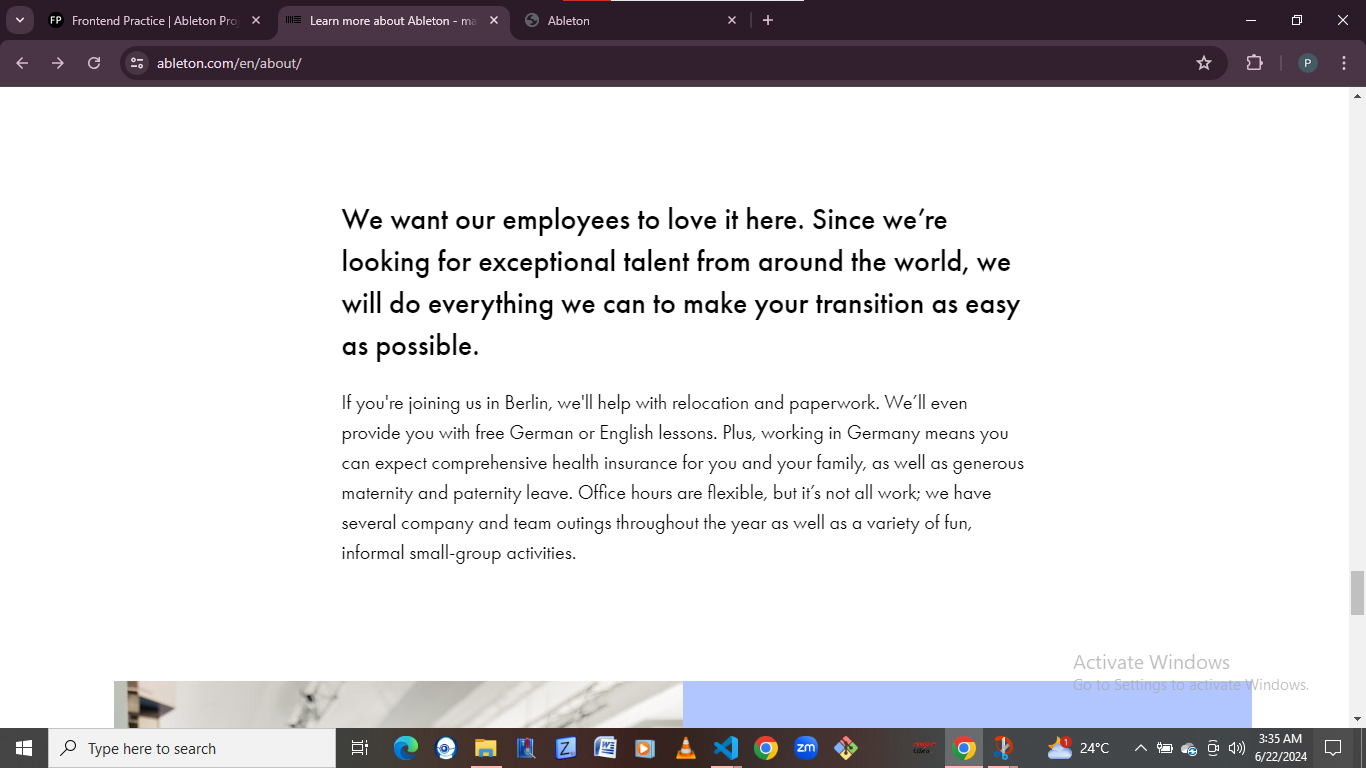 Frontend Practice | Ableton Pro
Learn more about Ableton - ma
Ableton
ableton.com/en/about/
P
We want our employees to love it here. Since we’re
looking for exceptional talent from around the world, we
will do everything we can to make your transition as easy
as possible.
If you're joining us in Berlin, we'll help with relocation and paperwork. We’ll even
provide you with free German or English lessons. Plus, working in Germany means you
can expect comprehensive health insurance for you and your family, as well as generous
maternity and paternity leave. Office hours are flexible, but it’s not all work; we have
several company and team outings throughout the year as well as a variety of fun,
informal small-group activities.
Activate Windows
Go to Settings to activate Windows.
Type here to search
zm
1
24°C
3:35 AM
6/22/2024